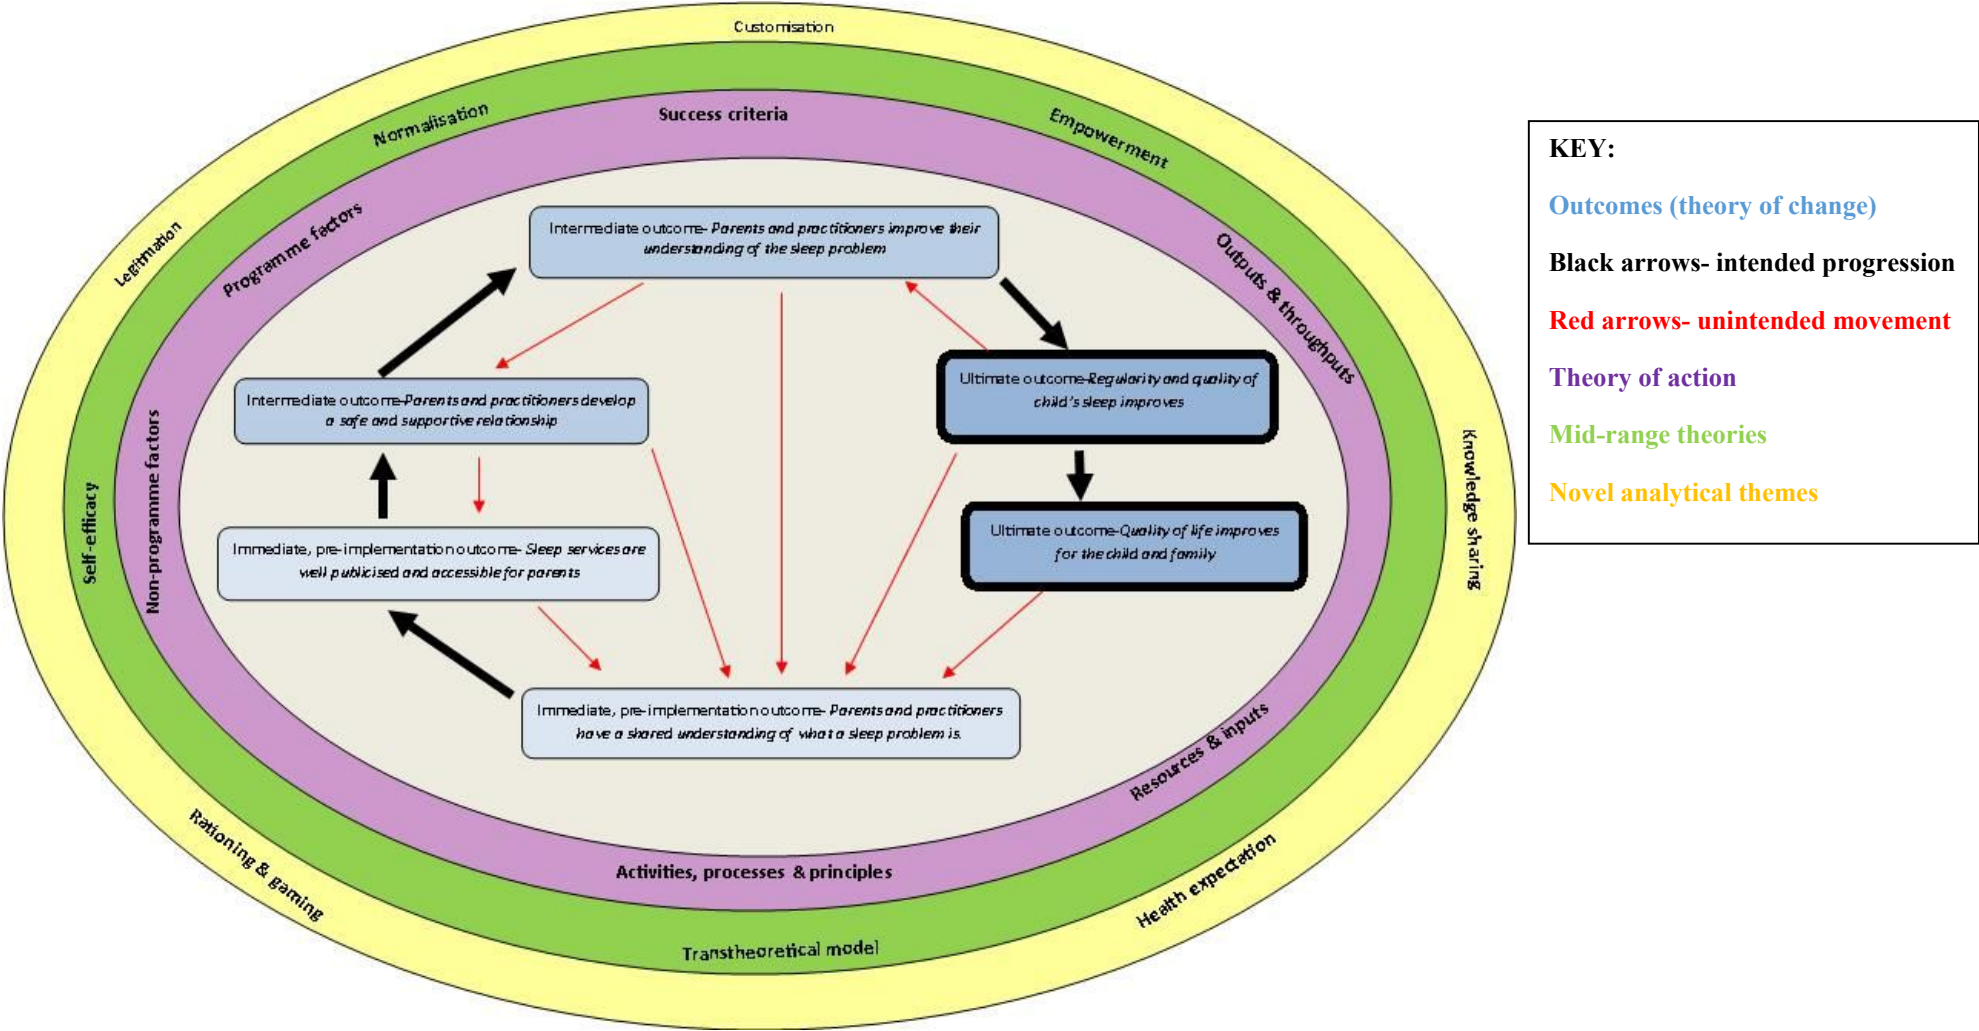 Customisation
Normalisation
Success criteria
Empowerment
Legitimation
Programme factors
Outputs & throughputs
Intermediate outcome- Parents and practitioners improve their
understanding of the sleep problem
Intermediate outcome-Parents and practitioners develop
a safe and supportive relationship
Ultimate outcome-Regularity and quality of
child's sleep improves
Self-efficacy
Non-programme factors
Knowledge sharing
Immediate, pre-implementation outcome- Sleep services are
well publicised and accessible for parents
Ultimate outcome-Quality of life improves
for the child and family
Immediate, pre-implementation outcome- Parents and practitioners
have a shared understanding of what a sleep problem is.
Resources & inputs
Rationing & gaming
Activities, processes & principles
Health expectation
Transtheoretical model
KEY:
Outcomes (theory of change)
Black arrows- intended progression
Red arrows- unintended movement
Theory of action
Mid-range theories
Novel analytical themes